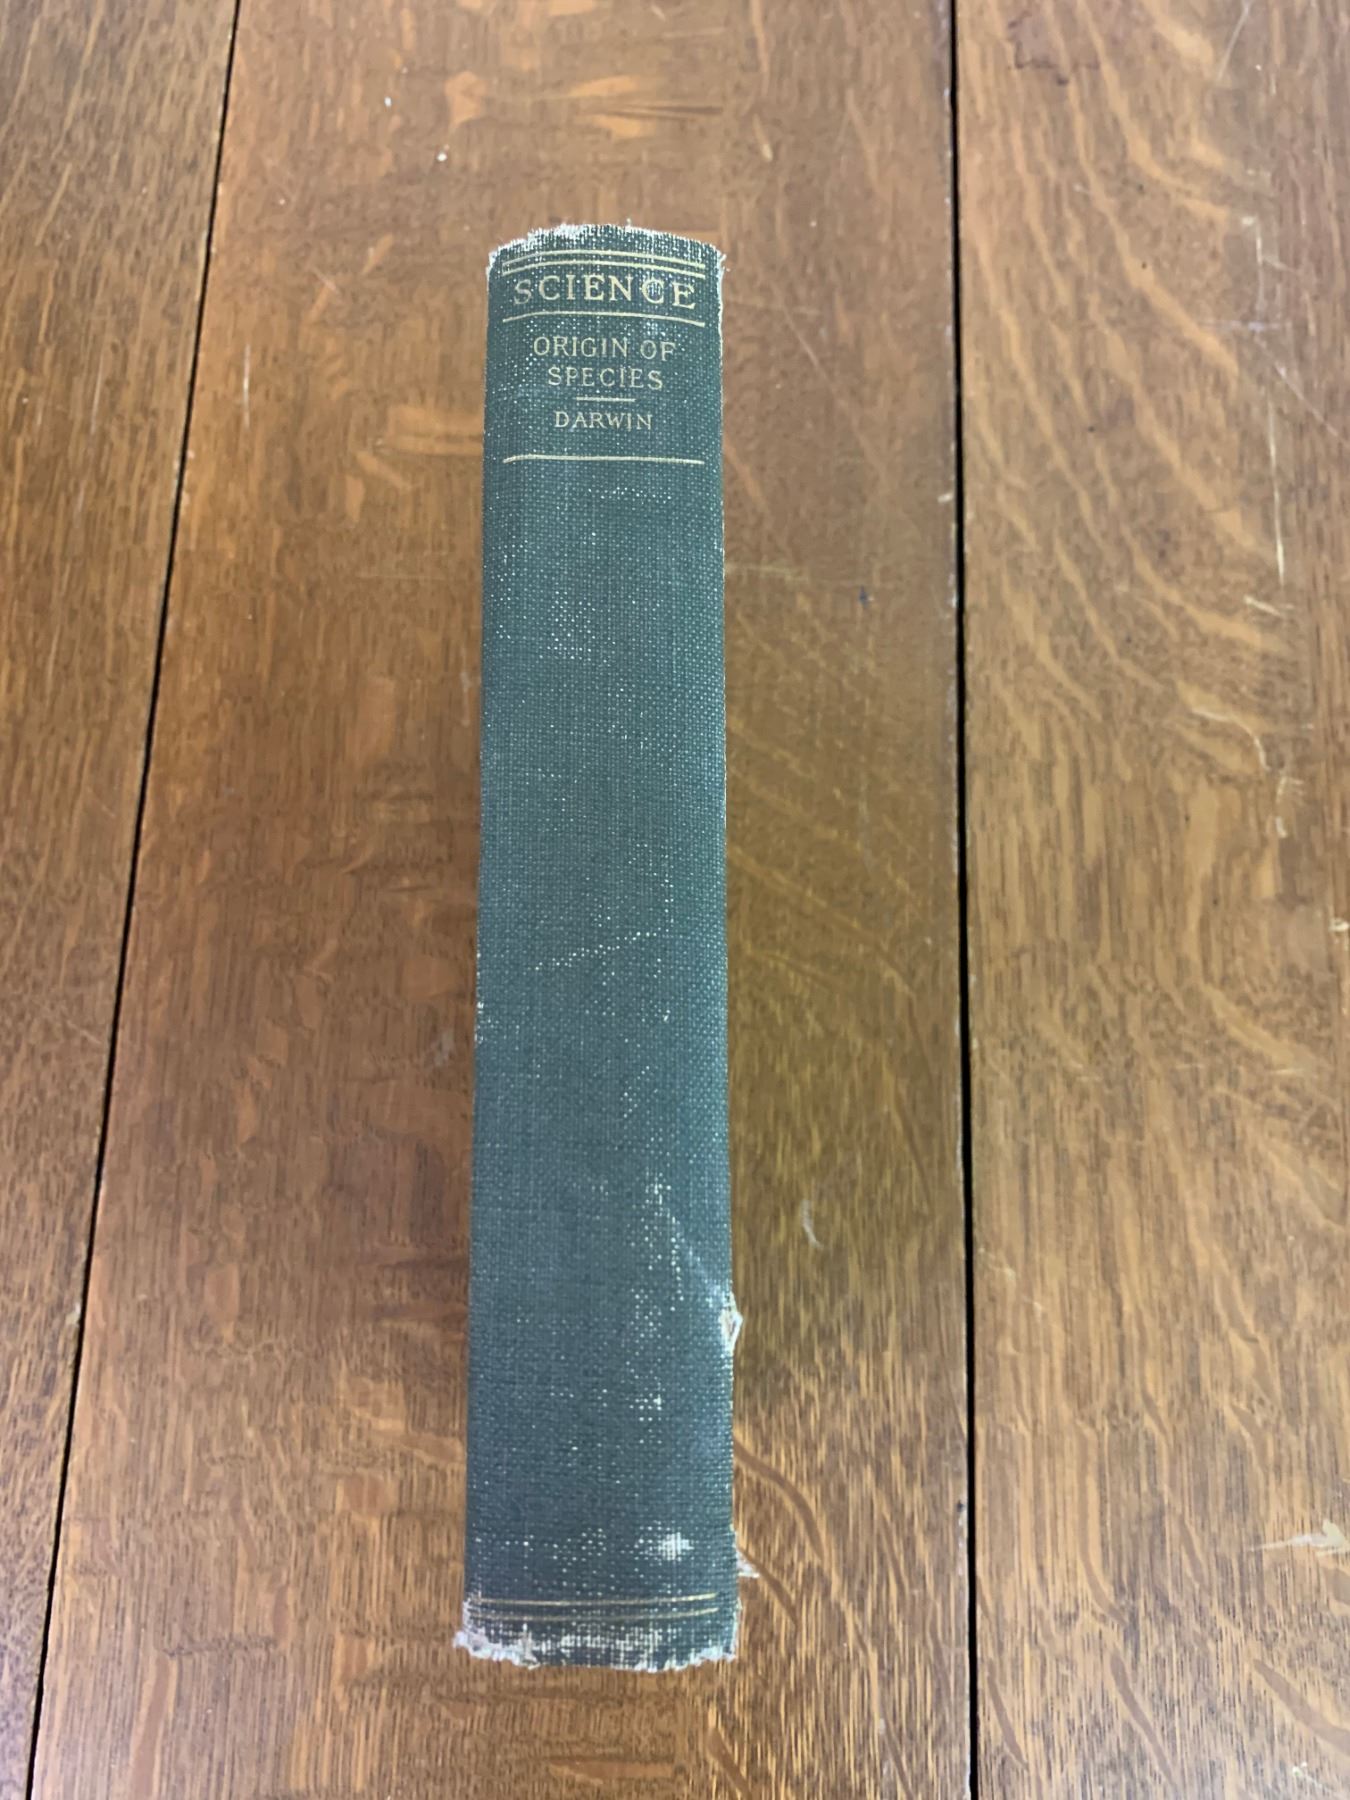 SCIENCE
ORIGIN OF
SPECIES
DARWIN